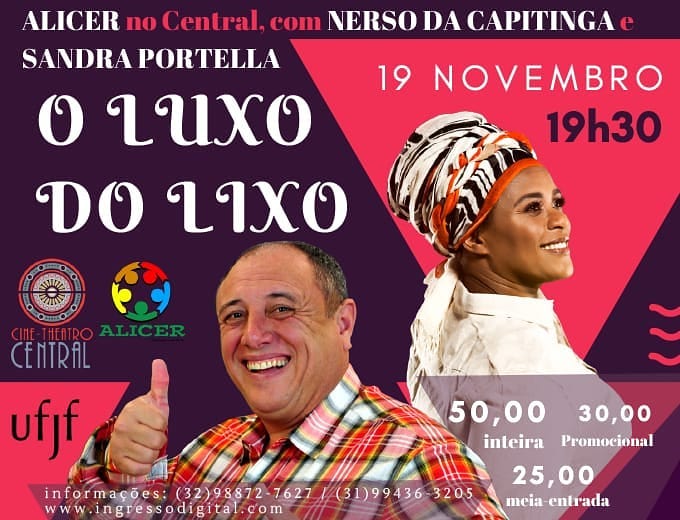 ALICER no Central, com NERSO DA CAPITINGA e
SANDRA PORTELLA
19 NOVEMBRO
19h30
O LUXO
DO LIXO
CINE-THEATRO
CENTRAL
ALICER
ufjf
50,00
inteira
30,00
Promocional
25,00
meia-entrada
informações: (32)98872-7627 / (31)99436-3205
www.ingressodigital.com